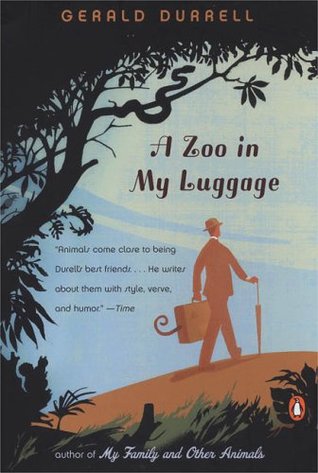 GERALD DURRELL
A Zoo in
My Luggage
"Animals come close to being
Durell's best friends. . . . He writes
about them with style, verve,
and humor." —Time
author of My Family and Other Animals